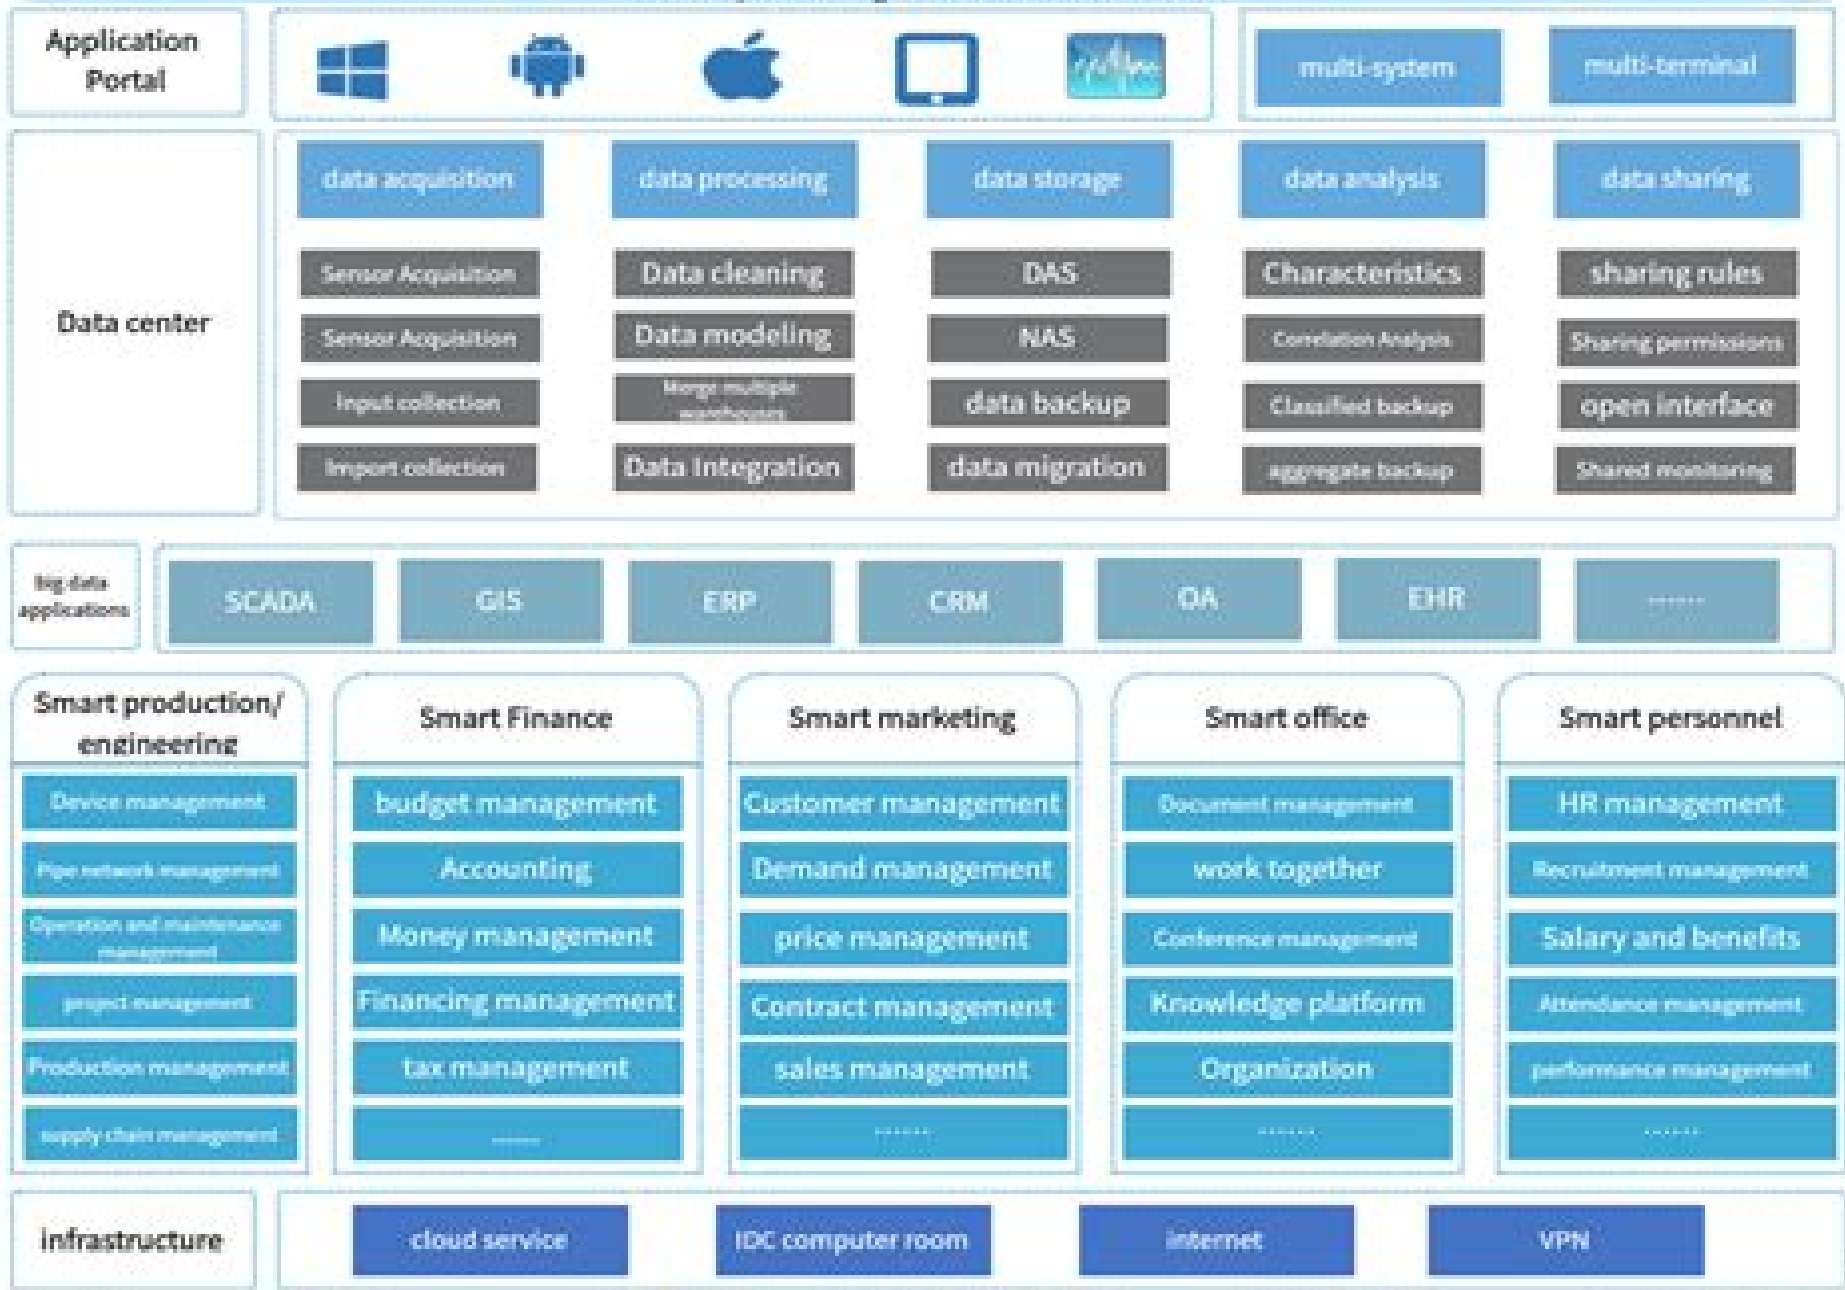 Application
Portal
multi-system
multi-terminal
Data center
data acquisition
data processing
data storage
data analysis
data sharing
Sensor Acquisition
Data cleaning
DAS
Characteristics
sharing rules
Sensor Acquisition
Data modeling
NAS
Correlation Analysis
Sharing permissions
Input collection
Merge multiple
warehouses
data backup
Classified backup
open interface
Import collection
Data Integration
data migration
aggregate backup
Shared monitoring
big data
applications
SCADA
GIS
ERP
CRM
OA
EHR
......
Smart production/
engineering
Device management
Pipe network management
Operation and maintenance
management
project management
Production management
supply chain management
Smart Finance
budget management
Accounting
Money management
Financing management
tax management
......
Smart marketing
Customer management
Demand management
price management
Contract management
sales management
......
Smart office
Document management
work together
Conference management
Knowledge platform
Organization
......
Smart personnel
HR management
Recruitment management
Salary and benefits
Attendance management
performance management
......
infrastructure
cloud service
IDC computer room
internet
VPN